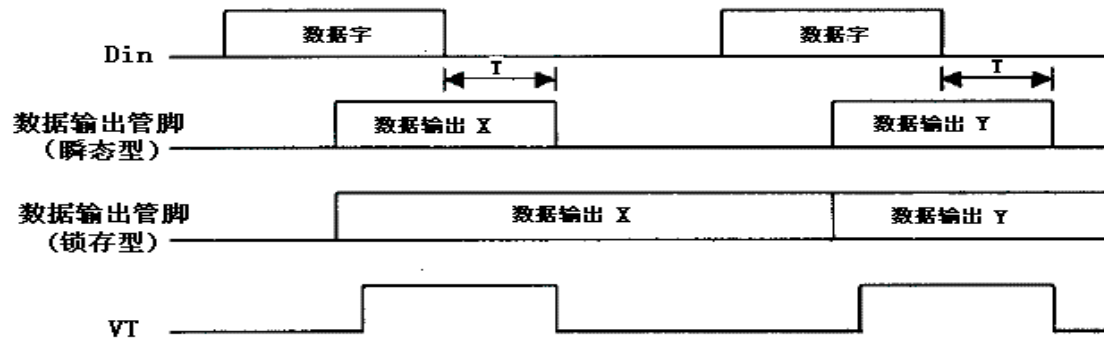 数据字 数据字
Din
T T
数据输出管脚 数据输出 X 数据输出 Y
（瞬态型）
数据输出管脚 数据输出 X 数据输出 Y
(锁存型)
VT